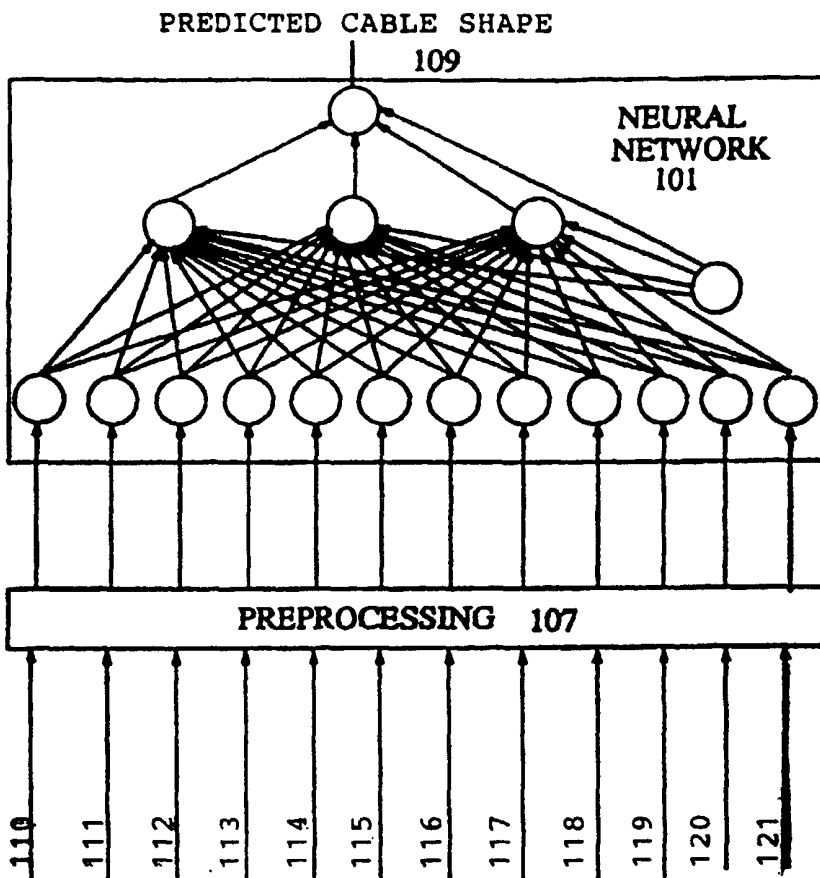 PREDICTED CABLE SHAPE
109
NEURAL
NETWORK
101
PREPROCESSING 107
110 111 112 113 114 115 116 117 118 119 120 121